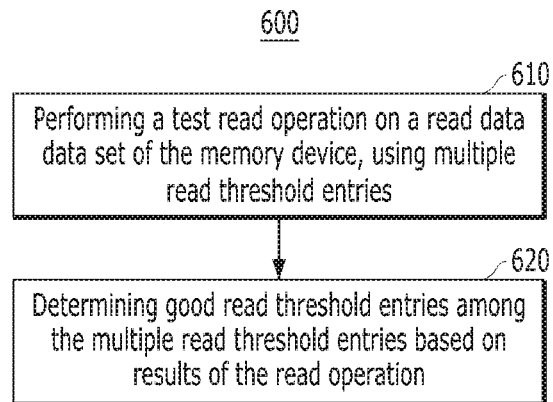 600
610
Performing a test read operation on a read data
data set of the memory device, using multiple
read threshold entries
620
Determining good read threshold entries among
the multiple read threshold entries based on
results of the read operation